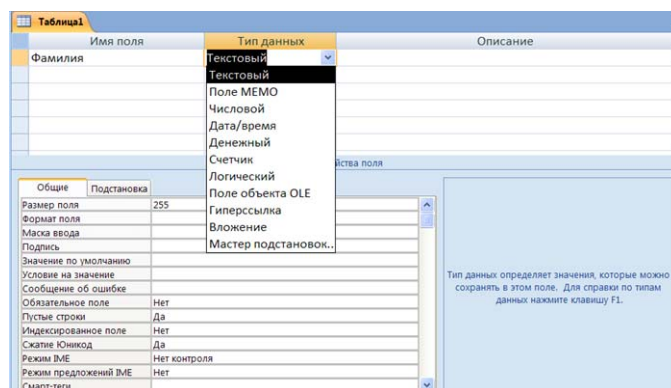 Таблица1
Имя поля Тип данных Описание
Фамилия Текстовый
Текстовый
Поле МЕМО
Числовой
Дата/время
Денежный
Счетчик
Логический
Поле объекта OLE
Гиперссылка
Вложение
Мастер подстановок..
йства поля
Общие Подстановка
Размер поля 255
Формат поля
Маска ввода
Подпись
Значение по умолчанию
Условие на значение
Сообщение об ошибке
Обязательное поле Нет
Пустые строки Да
Индексированное поле Нет
Сжатие Юникод Да
Режим IME Нет контроля
Режим предложений IME Нет
Смарт-теги
Тип данных определяет значения, которые можно
сохранять в этом поле. Для справки по типам
данных нажмите клавишу F1.